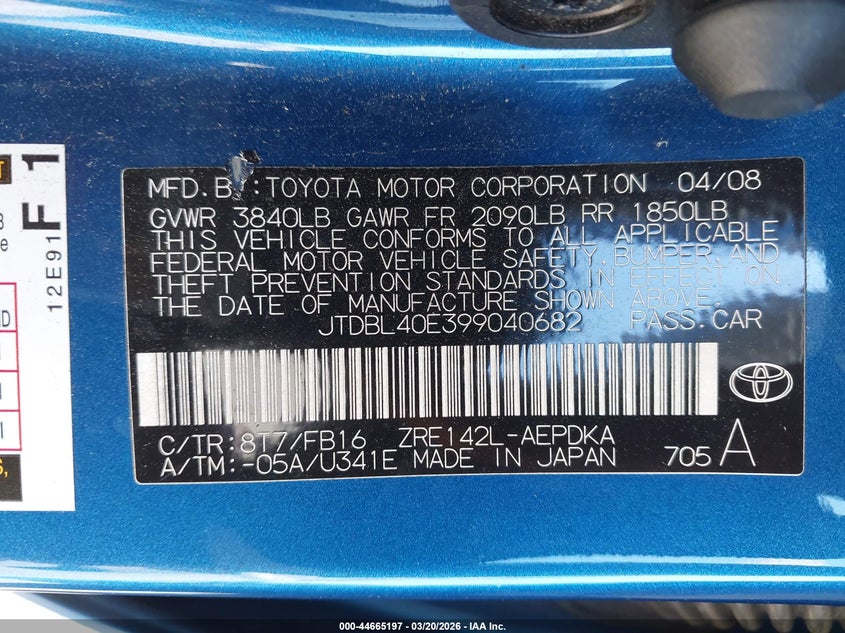 MFD.BY:TOYOTA MOTOR CORPORATION 04/08
GVWR 3840LB GAWR FR 2090LB RR 1850LB
THIS VEHICLE CONFORMS TO ALL APPLICABLE
FEDERAL MOTOR VEHICLE SAFETY,BUMPER,AND
THEFT PREVENTION STANDARDS IN EFFECT ON
THE DATE OF MANUFACTURE SHOWN ABOVE.
JTDBL40E399040682 PASS.CAR
C/TR:8T7/FB16 ZRE142L-AEPDKA
A/TM:-05A/U341E MADE IN JAPAN 705 A
F 1
12E91
000-44665197 - 03/20/2026 - IAA Inc.